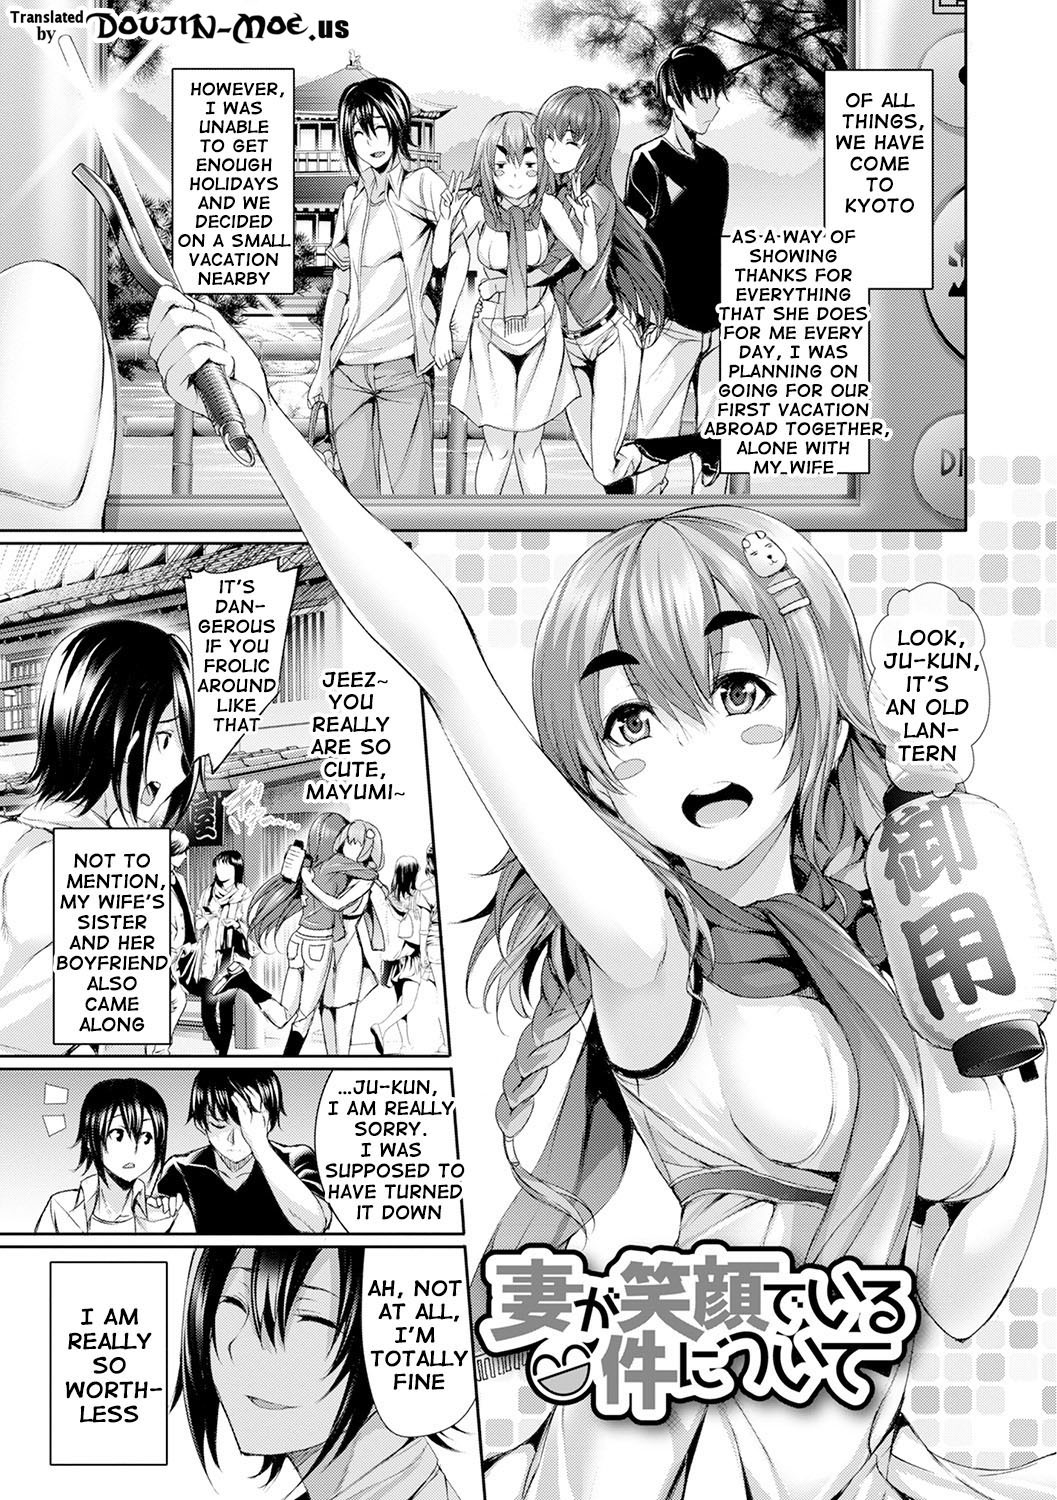 Translated
by
DOUJIN-MOE.us
OF ALL
THINGS,
WE HAVE
COME
TO
KYOTO
AS A WAY OF
SHOWING
THANKS FOR
EVERYTHING
THAT SHE DOES
FOR ME EVERY
DAY, I WAS
PLANNING ON
GOING FOR OUR
FIRST VACATION
ABROAD TOGETHER,
ALONE WITH
MY WIFE
HOWEVER,
I WAS
UNABLE
TO GET
ENOUGH
HOLIDAYS
AND WE
DECIDED
ON A SMALL
VACATION
NEARBY
LOOK,
JU-KUN,
IT'S
AN OLD
LAN-
TERN
御用
JEEZ~
YOU
REALLY
ARE SO
CUTE,
MAYUMI~
IT'S
DAN-
GEROUS
IF YOU
FROLIC
AROUND
LIKE
THAT
NOT TO
MENTION,
MY WIFE'S
SISTER
AND HER
BOYFRIEND
ALSO
CAME
ALONG
...JU-KUN,
I AM REALLY
SORRY.
I WAS
SUPPOSED TO
HAVE TURNED
IT DOWN
AH, NOT
AT ALL,
I'M
TOTALLY
FINE
I AM
REALLY
SO
WORTH-
LESS
妻が笑顔でいる
件について